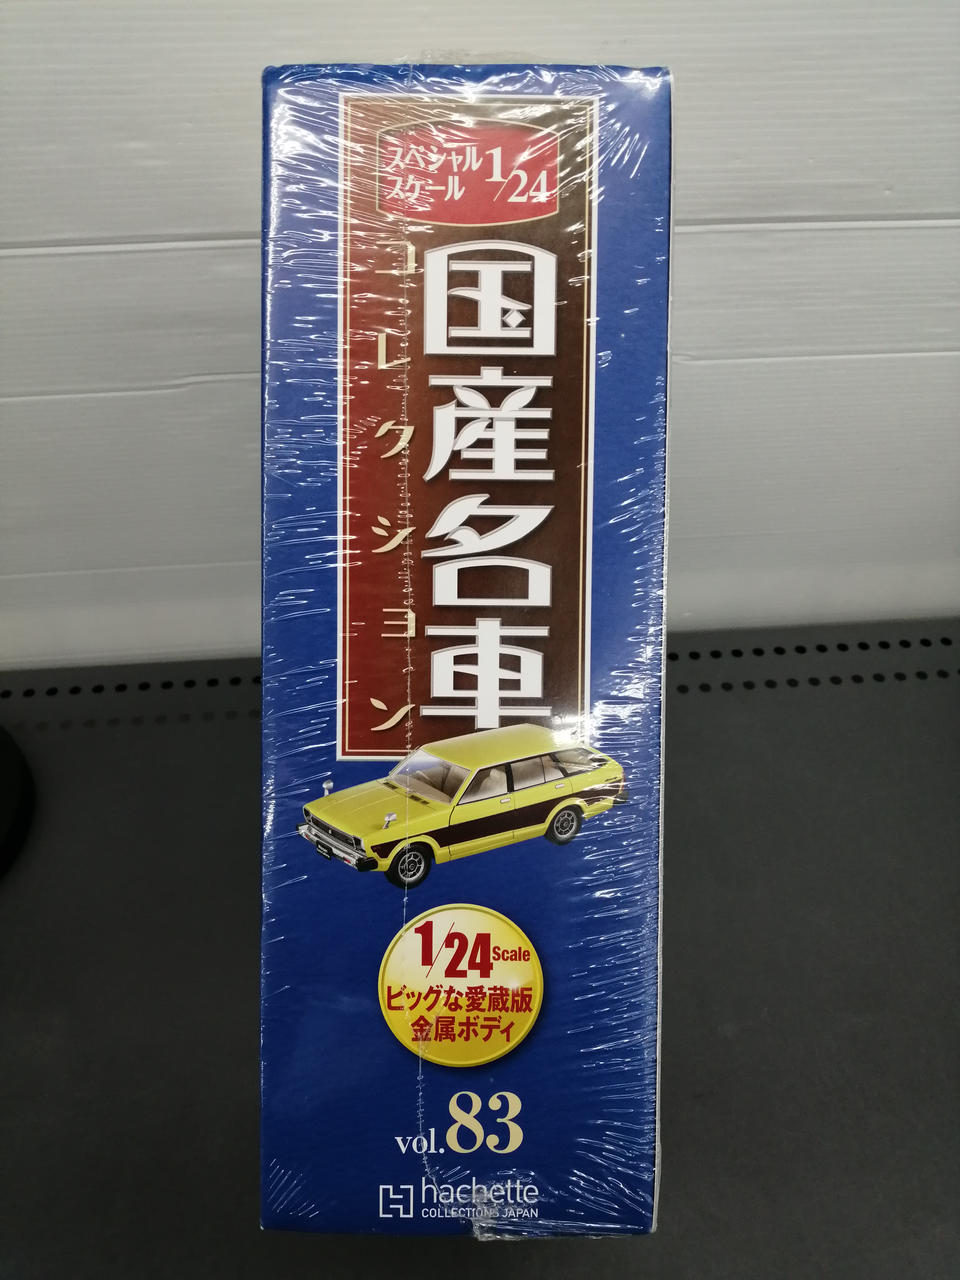 スペシャル
スケール
1/24
国産名車
コレクション
1/24 Scale
ビッグな愛蔵版
金属ボディ
vol.83
hachette
COLLECTIONS JAPAN